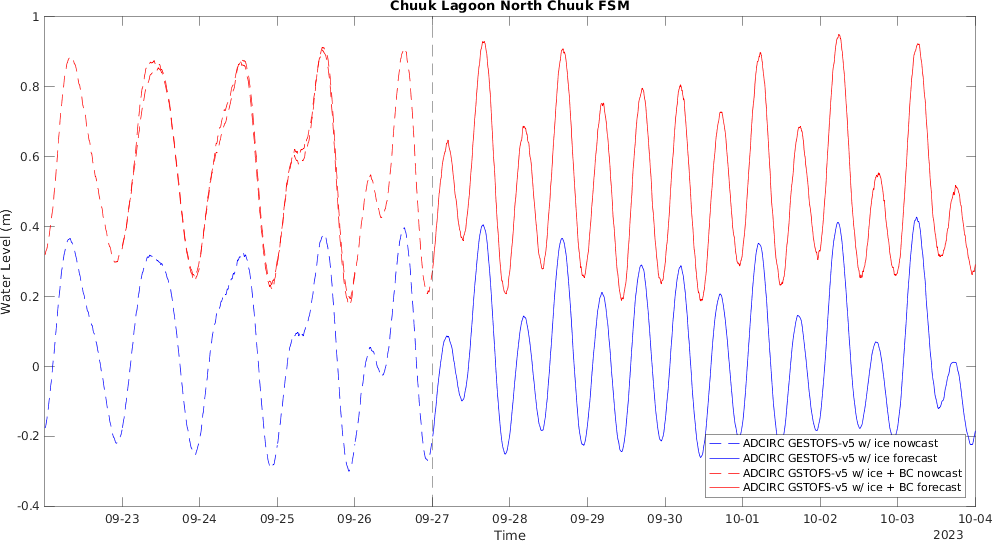 Chuuk Lagoon North Chuuk FSM
1
0.8
0.6
0.4
0.2
0
-0.2
-0.4
Water Level (m)
ADCIRC GESTOFS-v5 w/ ice nowcast
ADCIRC GESTOFS-v5 w/ ice forecast
ADCIRC GSTOFS-v5 w/ ice + BC nowcast
ADCIRC GSTOFS-v5 w/ ice + BC forecast
09-23 09-24 09-25 09-26 09-27 09-28 09-29 09-30 10-01 10-02 10-03 10-04
Time
2023